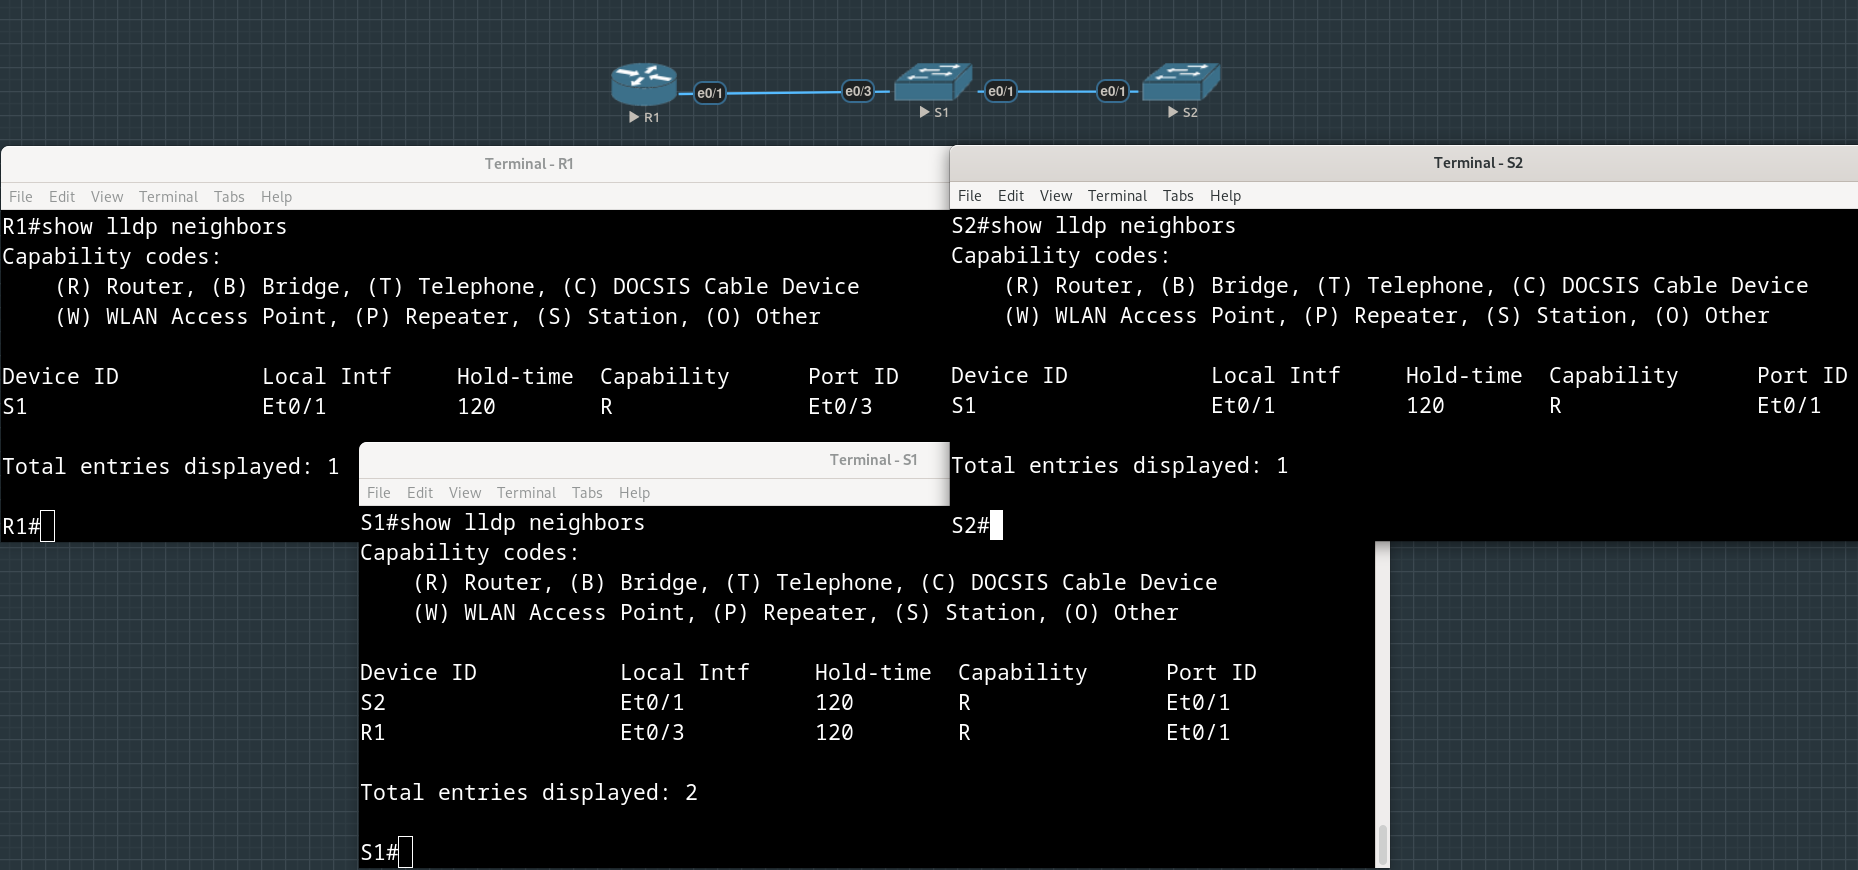 e0/1 e0/3 e0/1 e0/1
R1 S1 S2
Terminal - R1
File Edit View Terminal Tabs Help
R1#show lldp neighbors
Capability codes:
    (R) Router, (B) Bridge, (T) Telephone, (C) DOCSIS Cable Device
    (W) WLAN Access Point, (P) Repeater, (S) Station, (O) Other
Device ID           Local Intf     Hold-time  Capability      Port ID
S1                  Et0/1          120        R               Et0/3
Total entries displayed: 1
R1#
Terminal - S2
File Edit View Terminal Tabs Help
S2#show lldp neighbors
Capability codes:
    (R) Router, (B) Bridge, (T) Telephone, (C) DOCSIS Cable Device
    (W) WLAN Access Point, (P) Repeater, (S) Station, (O) Other
Device ID           Local Intf     Hold-time  Capability      Port ID
S1                  Et0/1          120        R               Et0/1
Total entries displayed: 1
S2#
Terminal - S1
File Edit View Terminal Tabs Help
S1#show lldp neighbors
Capability codes:
    (R) Router, (B) Bridge, (T) Telephone, (C) DOCSIS Cable Device
    (W) WLAN Access Point, (P) Repeater, (S) Station, (O) Other
Device ID           Local Intf     Hold-time  Capability      Port ID
S2                  Et0/1          120        R               Et0/1
R1                  Et0/3          120        R               Et0/1
Total entries displayed: 2
S1#